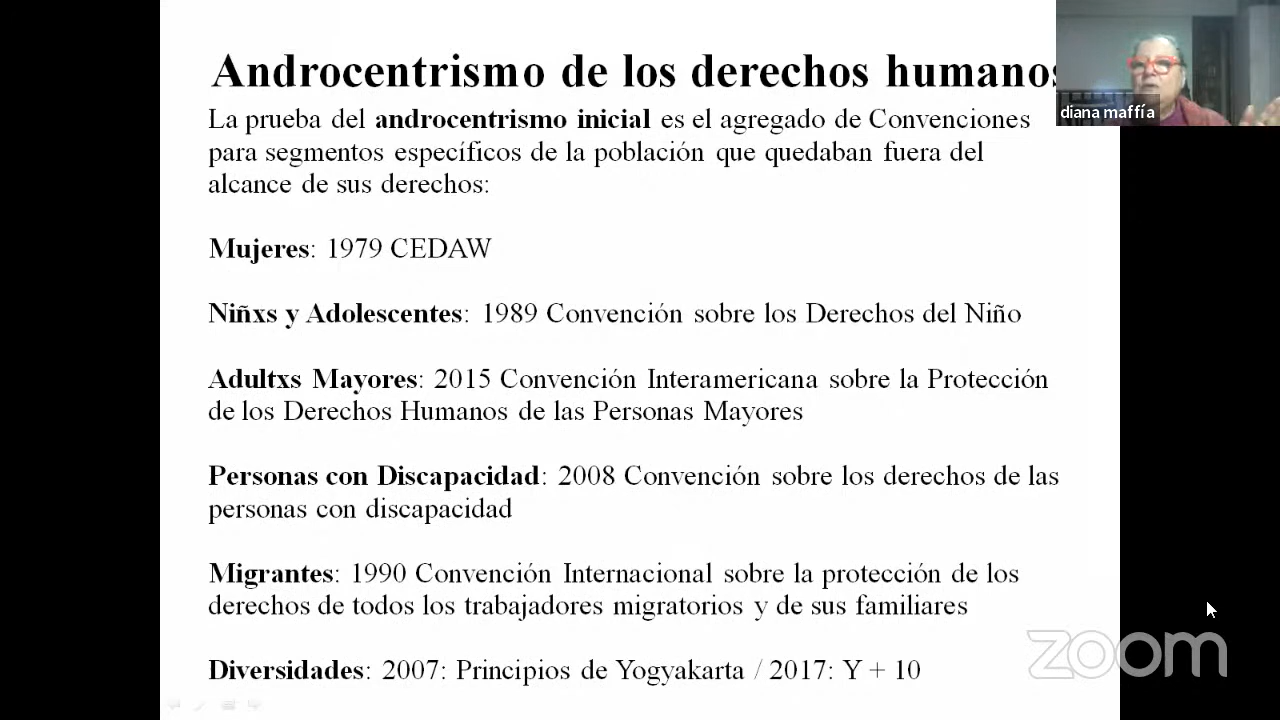 Androcentrismo de los derechos humanos
diana maffía
La prueba del androcentrismo inicial es el agregado de Convenciones
para segmentos específicos de la población que quedaban fuera del
alcance de sus derechos:
Mujeres: 1979 CEDAW
Niñxs y Adolescentes: 1989 Convención sobre los Derechos del Niño
Adultxs Mayores: 2015 Convención Interamericana sobre la Protección
de los Derechos Humanos de las Personas Mayores
Personas con Discapacidad: 2008 Convención sobre los derechos de las
personas con discapacidad
Migrantes: 1990 Convención Internacional sobre la protección de los
derechos de todos los trabajadores migratorios y de sus familiares
Diversidades: 2007: Principios de Yogyakarta / 2017: Y + 10
zoom